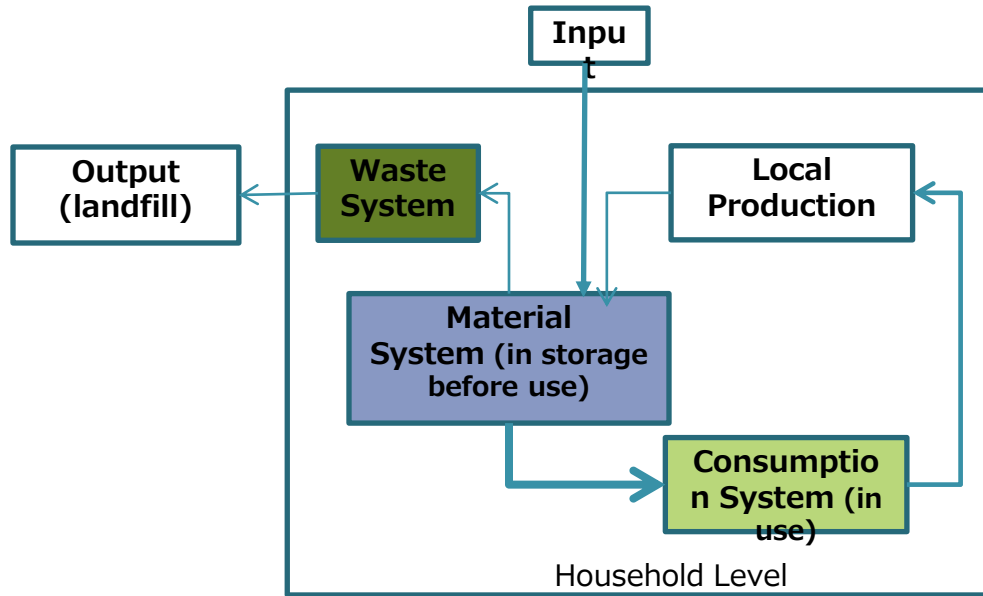 Inpu
t
Output
(landfill)
Waste
System
Local
Production
Material
System (in storage
before use)
Consumptio
n System (in
use)
Household Level